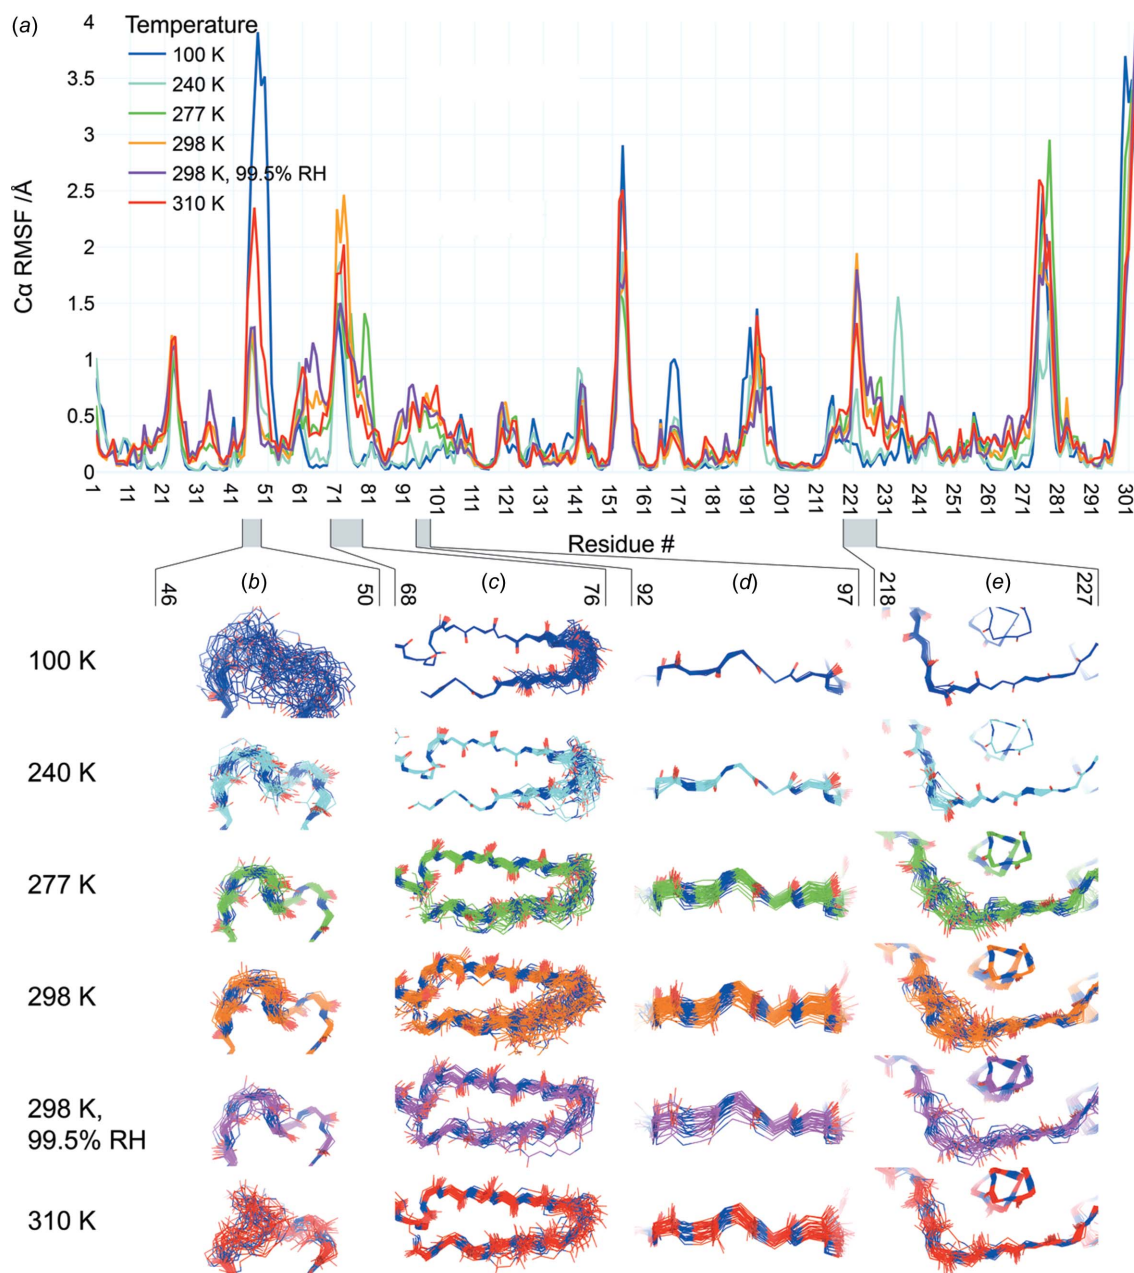 (a)
Temperature
100 K
240 K
277 K
298 K
298 K, 99.5% RH
310 K
Cα RMSF /Å
4
3.5
3
2.5
2
1.5
1
0.5
0
1 11 21 31 41 51 61 71 81 91 101 111 121 131 141 151 161 171 181 191 201 211 221 231 241 251 261 271 281 291 301
Residue #
46 (b) 50 68 (c) 76 92 (d) 97 218 (e) 227
100 K
240 K
277 K
298 K
298 K,
99.5% RH
310 K